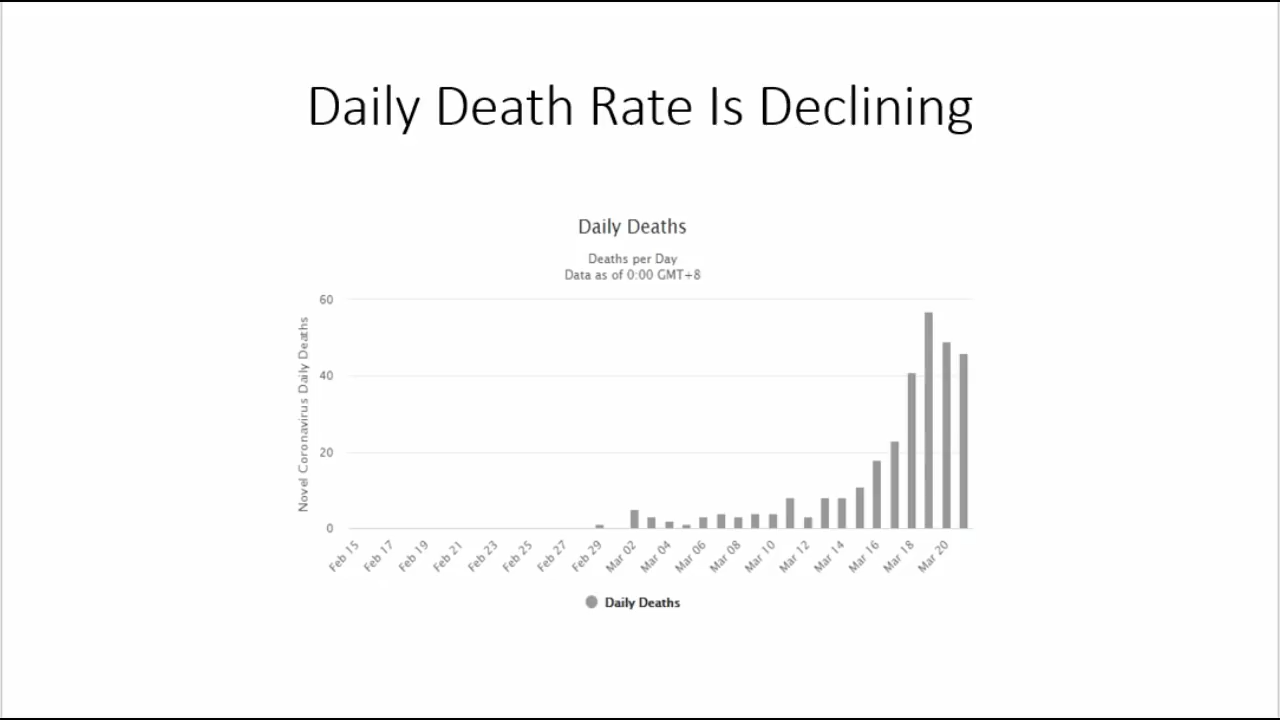 Daily Death Rate Is Declining
Daily Deaths
Deaths per Day
Data as of 0:00 GMT+8
Novel Coronavirus Daily Deaths
60
40
20
0
Feb 15
Feb 17
Feb 19
Feb 21
Feb 23
Feb 25
Feb 27
Feb 29
Mar 02
Mar 04
Mar 06
Mar 08
Mar 10
Mar 12
Mar 14
Mar 16
Mar 18
Mar 20
Daily Deaths